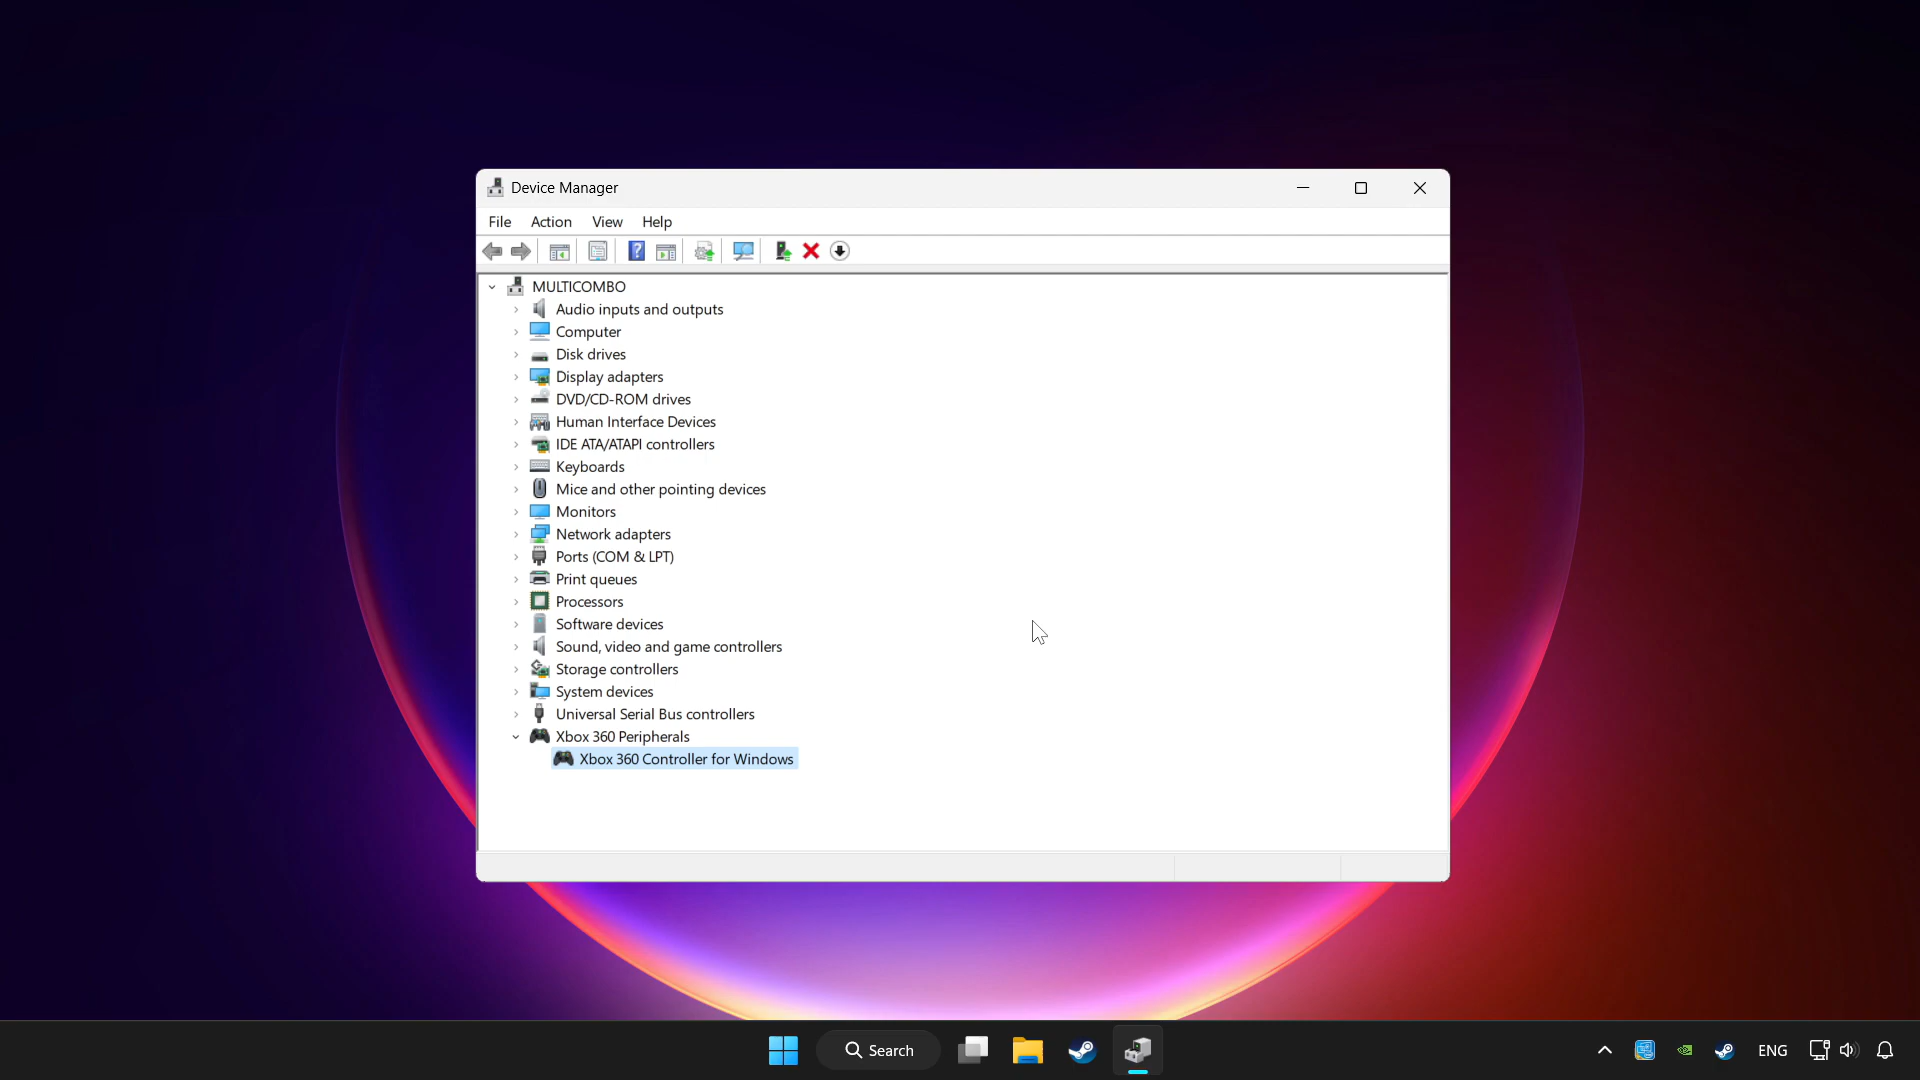 Device Manager
File Action View Help
MULTICOMBO
Audio inputs and outputs
Computer
Disk drives
Display adapters
DVD/CD-ROM drives
Human Interface Devices
IDE ATA/ATAPI controllers
Keyboards
Mice and other pointing devices
Monitors
Network adapters
Ports (COM & LPT)
Print queues
Processors
Software devices
Sound, video and game controllers
Storage controllers
System devices
Universal Serial Bus controllers
Xbox 360 Peripherals
Xbox 360 Controller for Windows
Search
ENG